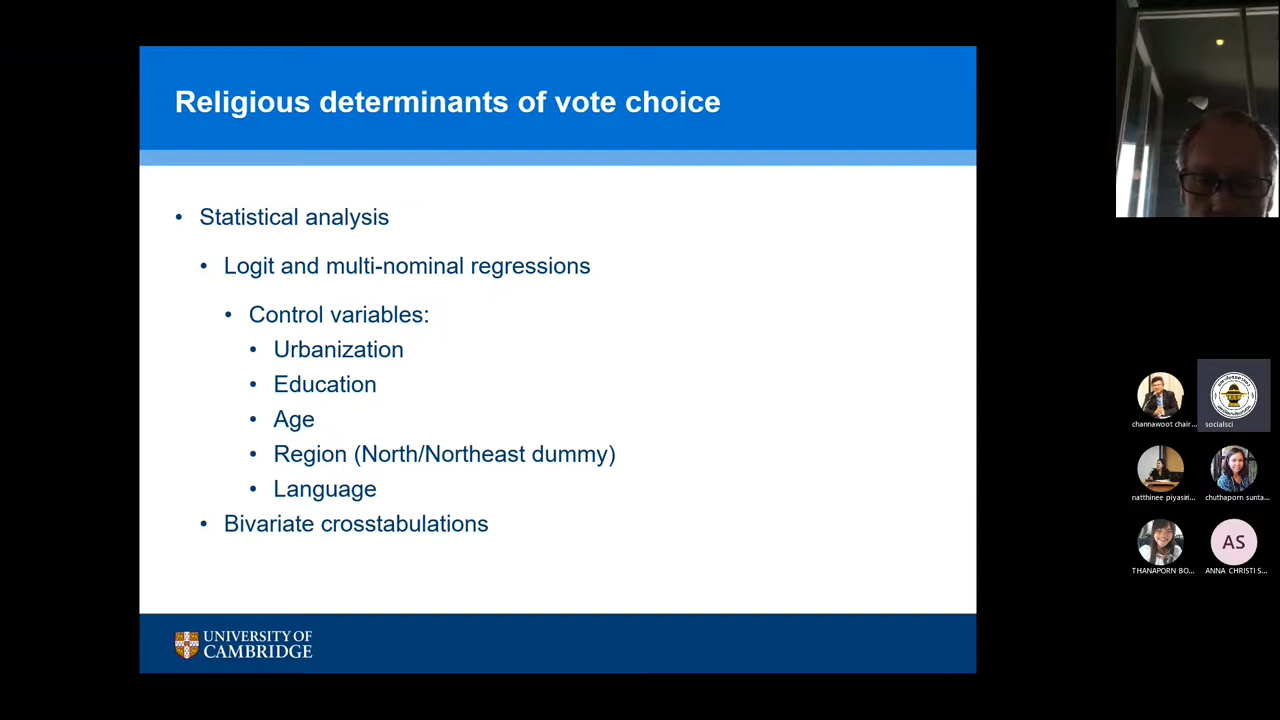 Religious determinants of vote choice
• Statistical analysis
• Logit and multi-nominal regressions
• Control variables:
• Urbanization
• Education
• Age
• Region (North/Northeast dummy)
• Language
• Bivariate crosstabulations
UNIVERSITY OF
CAMBRIDGE
channawoot chair...
socialsci
natthinee piyasiri...
chuthaporn sunta...
THANAPORN BO...
AS
ANNA CHRISTI S...